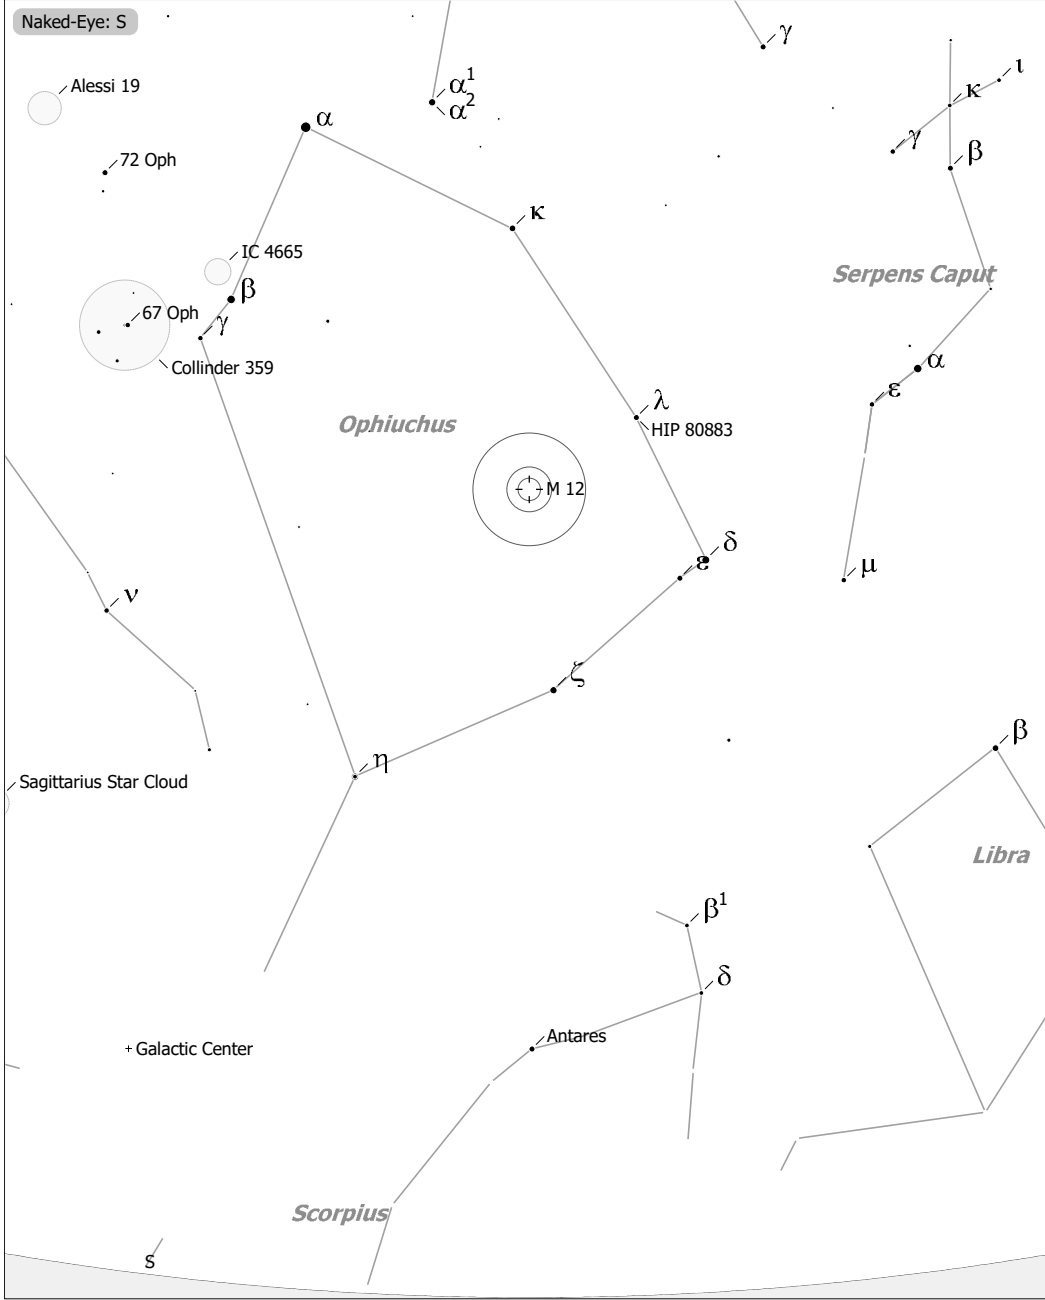 Naked-Eye: S
γ
ι
α¹
α²
Alessi 19
κ
α
γ
β
72 Oph
κ
IC 4665
Serpens Caput
β
67 Oph
γ
Collinder 359
α
ε
λ
Ophiuchus
HIP 80883
M 12
δ
ε
μ
ν
ζ
β
η
Sagittarius Star Cloud
Libra
β¹
δ
Antares
Galactic Center
Scorpius
S